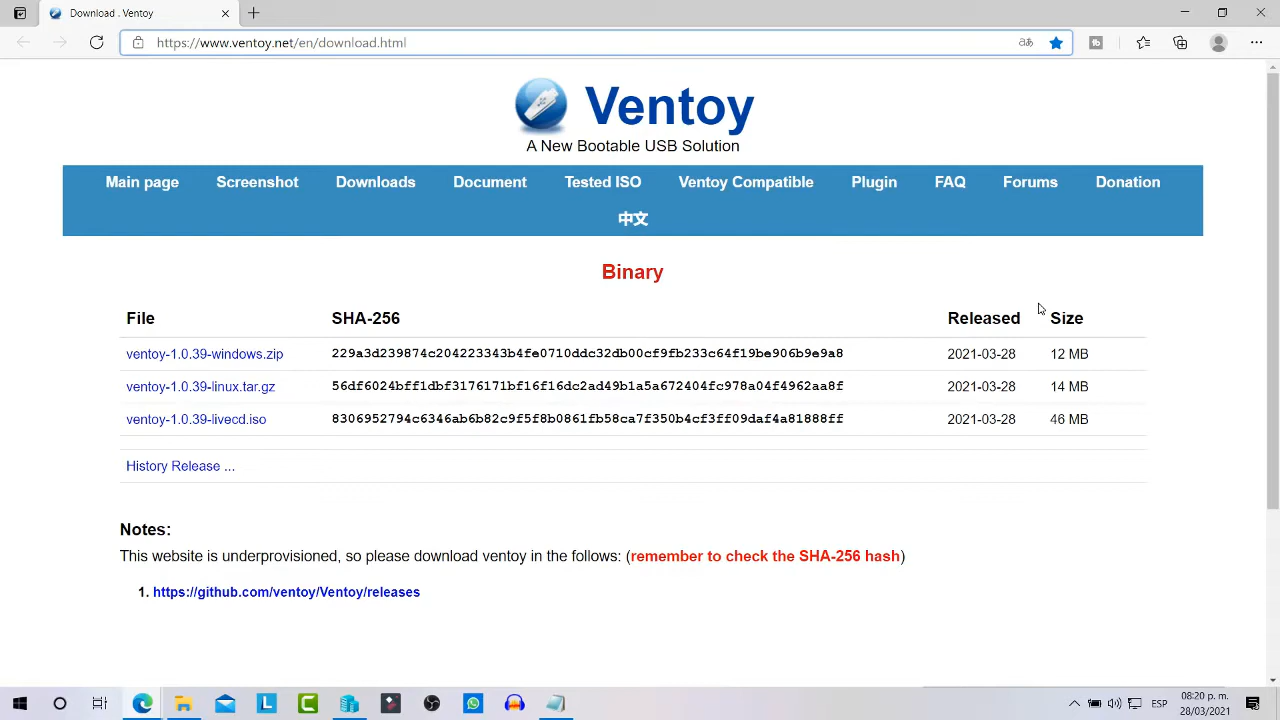 Download . Ventoy
https://www.ventoy.net/en/download.html
Ventoy
A New Bootable USB Solution
Main page Screenshot Downloads Document Tested ISO Ventoy Compatible Plugin FAQ Forums Donation
中文
Binary
File SHA-256 Released Size
ventoy-1.0.39-windows.zip 229a3d239874c204223343b4fe0710ddc32db00cf9fb233c64f19be906b9e9a8 2021-03-28 12 MB
ventoy-1.0.39-linux.tar.gz 56df6024bff1dbf3176171bf16f16dc2ad49b1a5a672404fc978a04f4962aa8f 2021-03-28 14 MB
ventoy-1.0.39-livecd.iso 8306952794c6346ab6b82c9f5f8b0861fb58ca7f350b4cf3ff09daf4a81888ff 2021-03-28 46 MB
History Release ...
Notes:
This website is underprovisioned, so please download ventoy in the follows: (remember to check the SHA-256 hash)
1. https://github.com/ventoy/Ventoy/releases
ESP
08:20 p. m.
28/03/2021